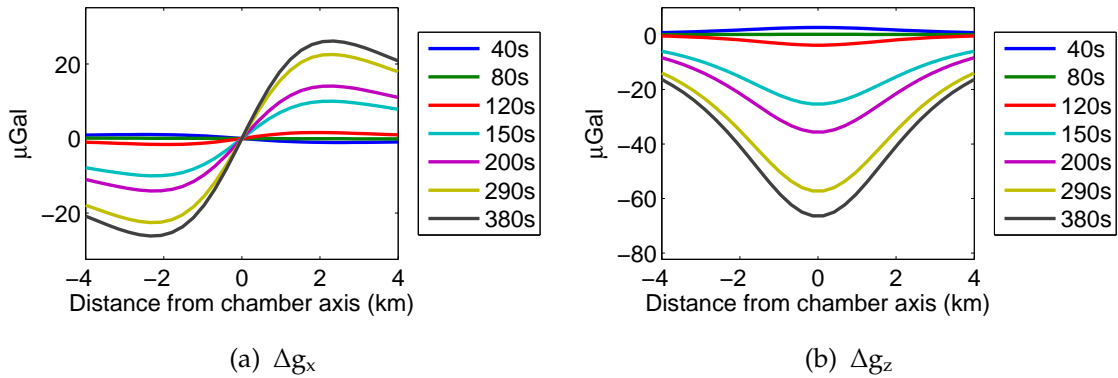 20
0
−20
μGal
−4 −2 0 2 4
Distance from chamber axis (km)
40s
80s
120s
150s
200s
290s
380s
(a) Δgx
0
−20
−40
−60
−80
μGal
−4 −2 0 2 4
Distance from chamber axis (km)
40s
80s
120s
150s
200s
290s
380s
(b) Δgz